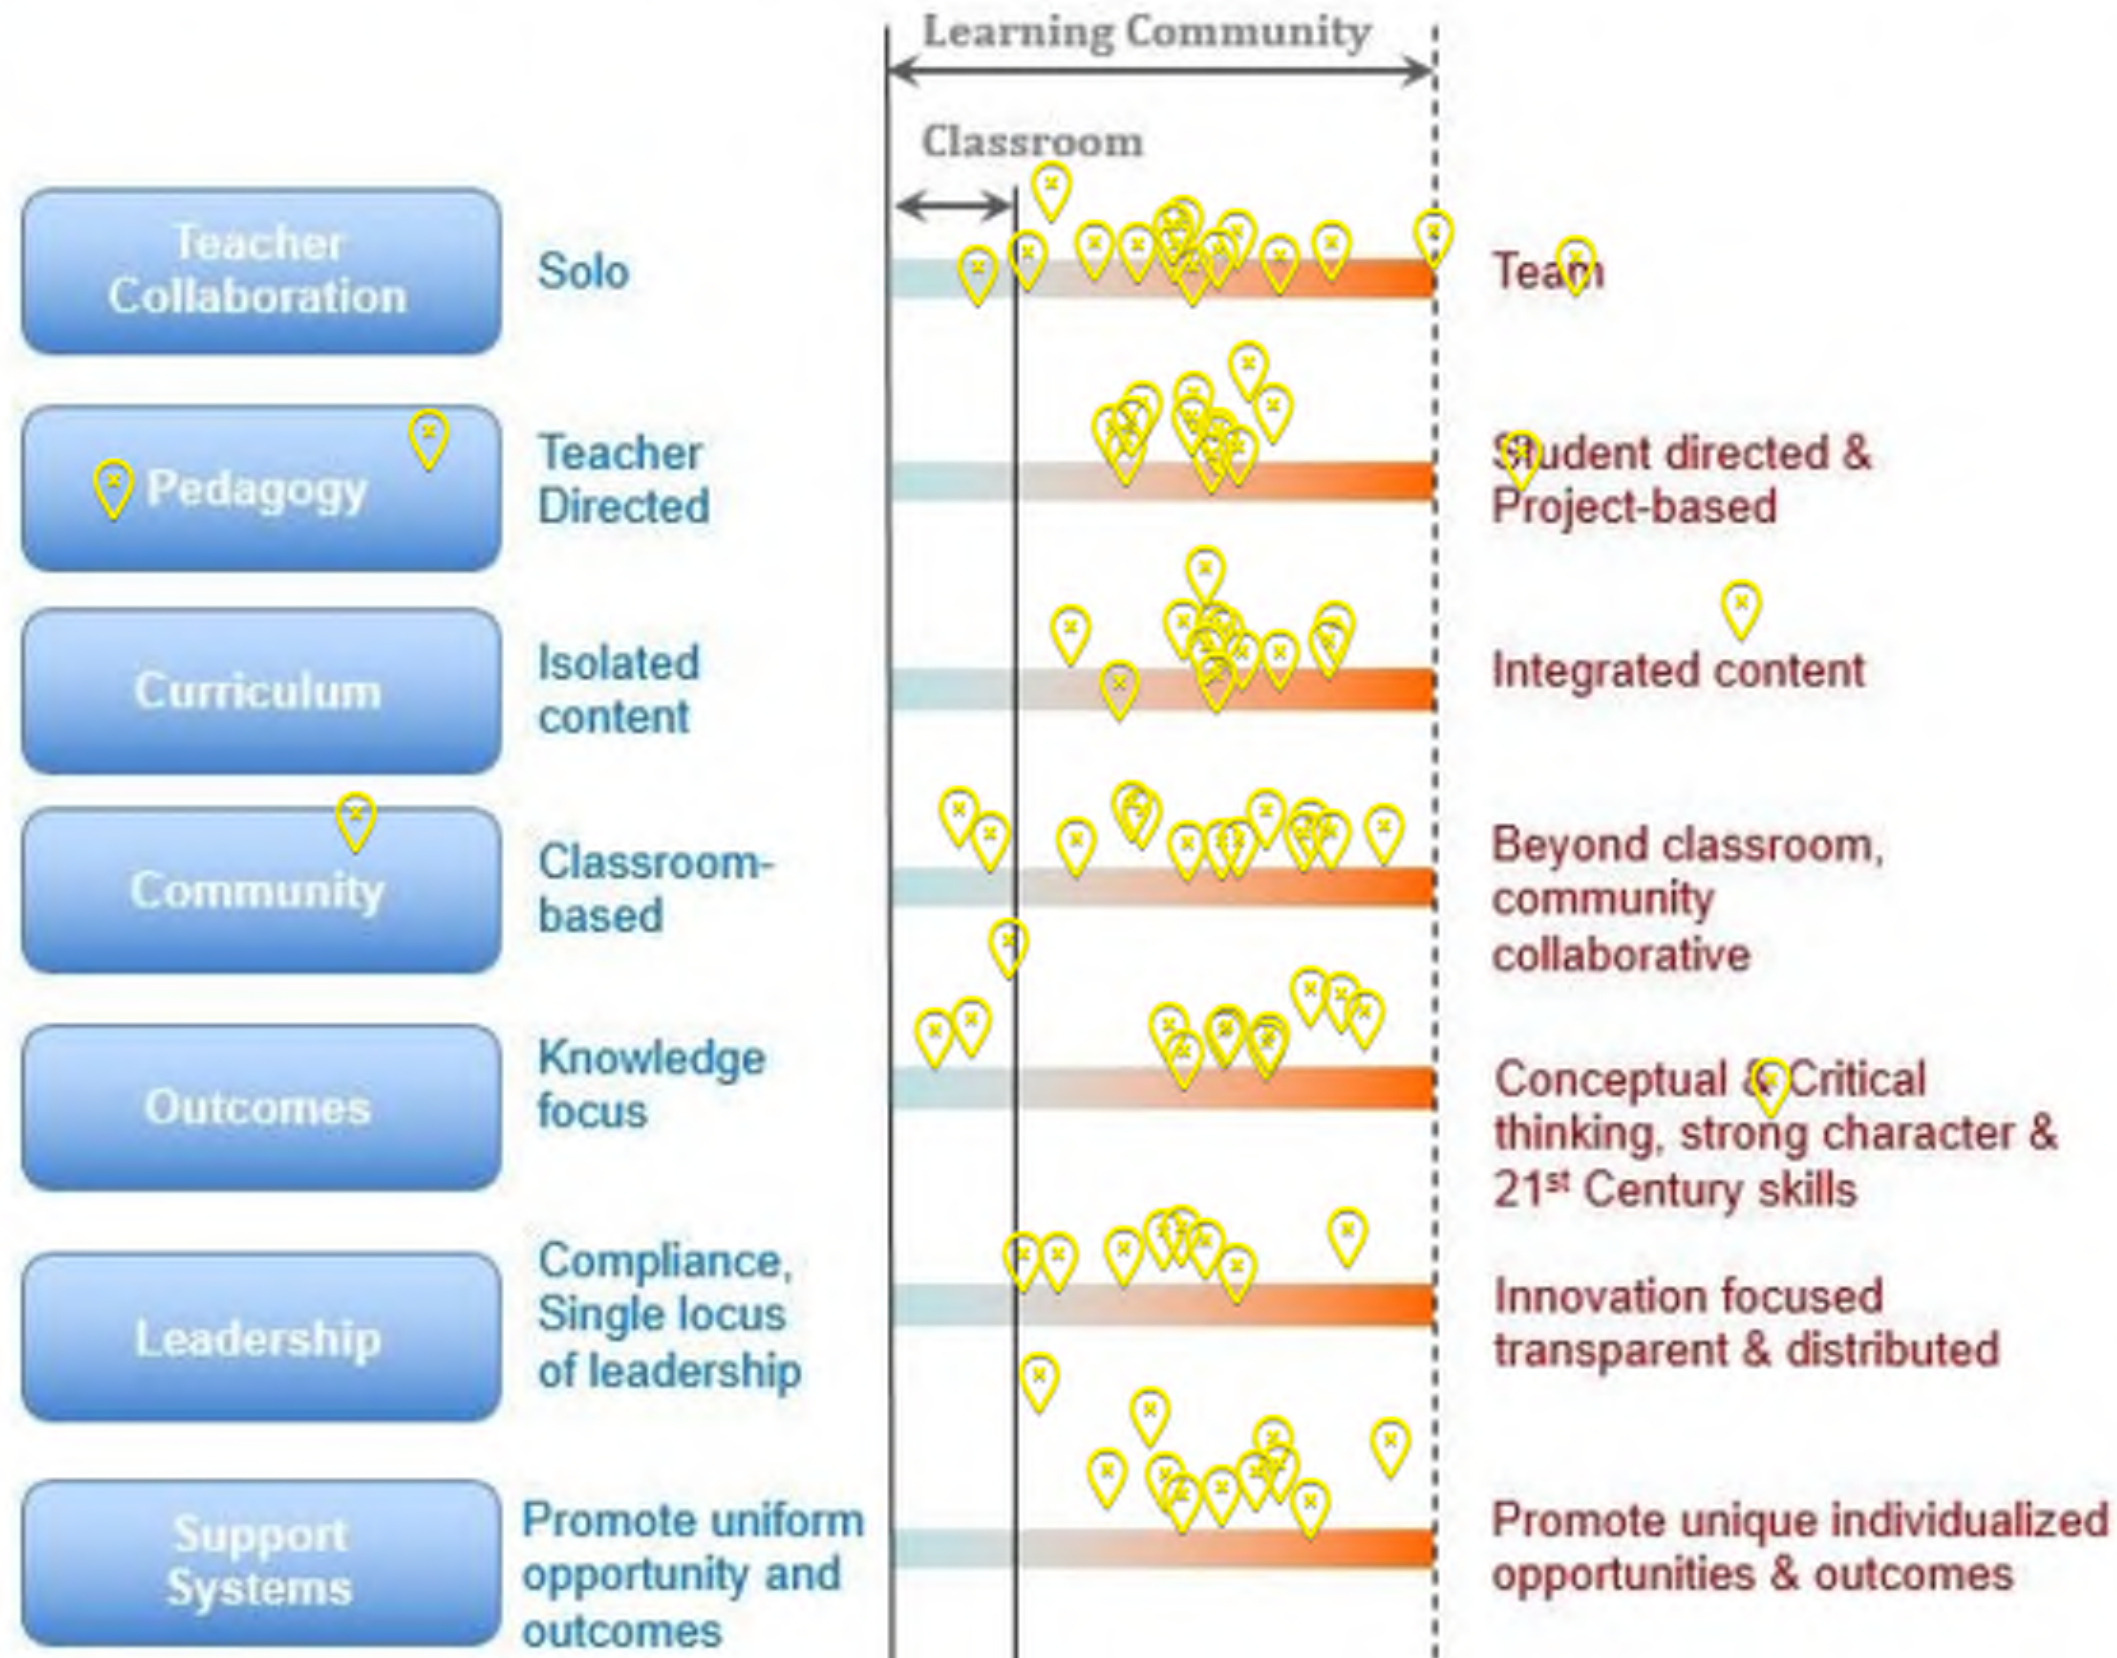 Learning Community
Classroom
Teacher
Collaboration
Solo
Team
Pedagogy
Teacher
Directed
Student directed &
Project-based
Curriculum
Isolated
content
Integrated content
Community
Classroom-
based
Beyond classroom,
community
collaborative
Outcomes
Knowledge
focus
Conceptual & Critical
thinking, strong character &
21st Century skills
Leadership
Compliance,
Single locus
of leadership
Innovation focused
transparent & distributed
Support
Systems
Promote uniform
opportunity and
outcomes
Promote unique individualized
opportunities & outcomes